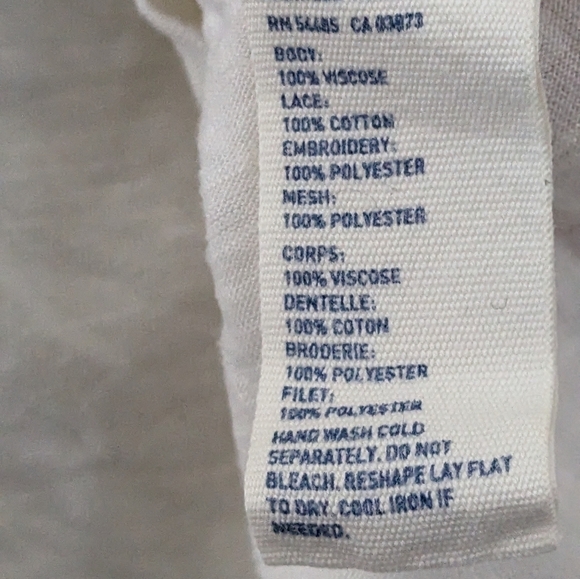 RN 54485 CA 03873
BODY:
100% VISCOSE
LACE:
100% COTTON
EMBROIDERY:
100% POLYESTER
MESH:
100% POLYESTER
CORPS:
100% VISCOSE
DENTELLE:
100% COTON
BRODERIE:
100% POLYESTER
FILET:
100% POLYESTER
HAND WASH COLD
SEPARATELY. DO NOT
BLEACH. RESHAPE LAY FLAT
TO DRY. COOL IRON IF
NEEDED.